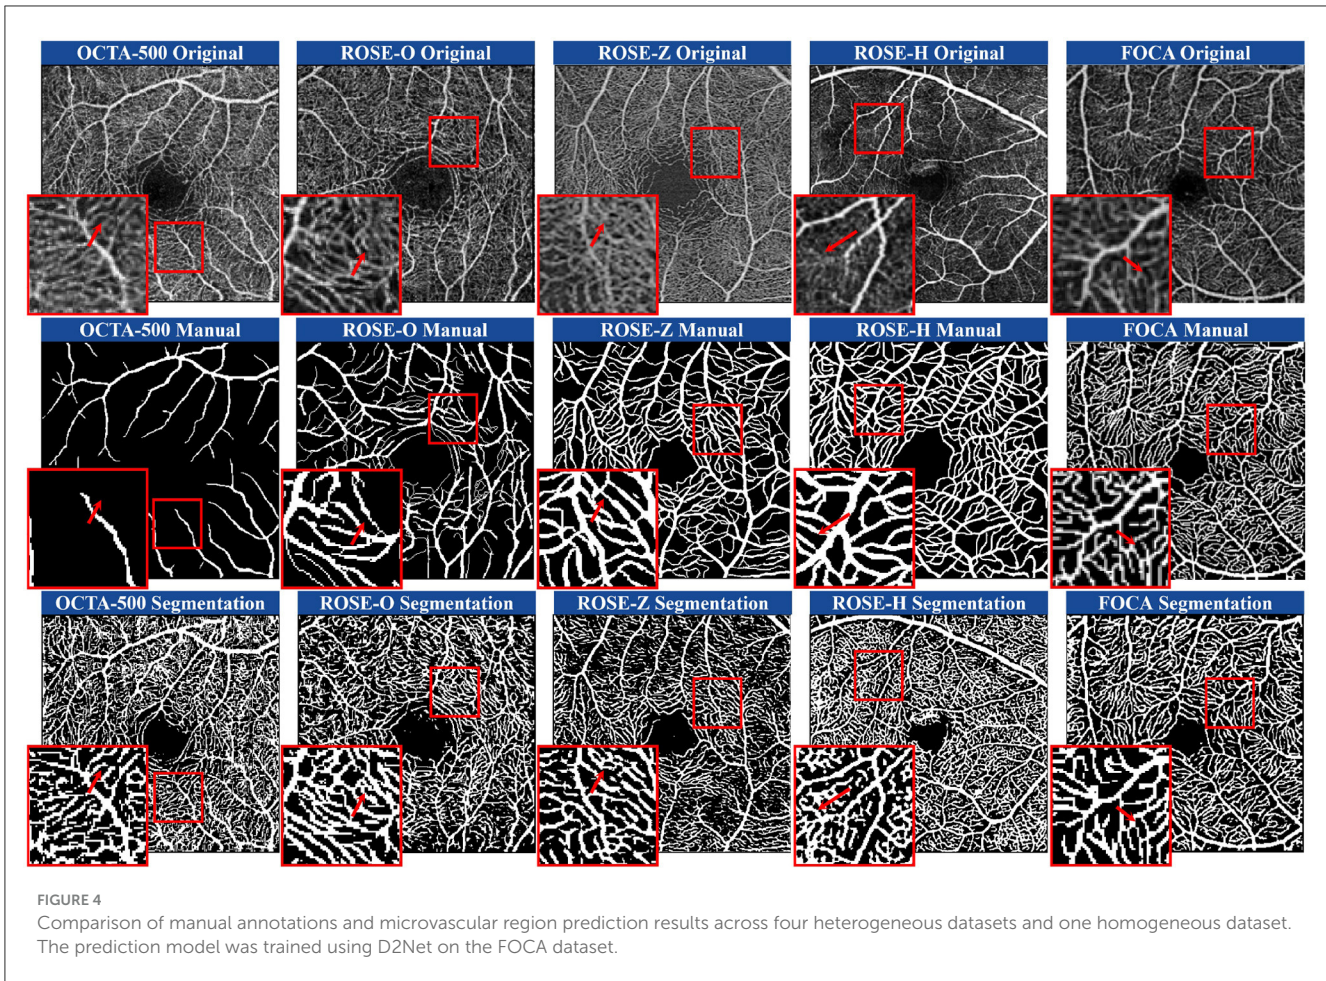 OCTA-500 Original ROSE-O Original ROSE-Z Original ROSE-H Original FOCA Original
OCTA-500 Manual ROSE-O Manual ROSE-Z Manual ROSE-H Manual FOCA Manual
OCTA-500 Segmentation ROSE-O Segmentation ROSE-Z Segmentation ROSE-H Segmentation FOCA Segmentation
FIGURE 4
Comparison of manual annotations and microvascular region prediction results across four heterogeneous datasets and one homogeneous dataset.
The prediction model was trained using D2Net on the FOCA dataset.